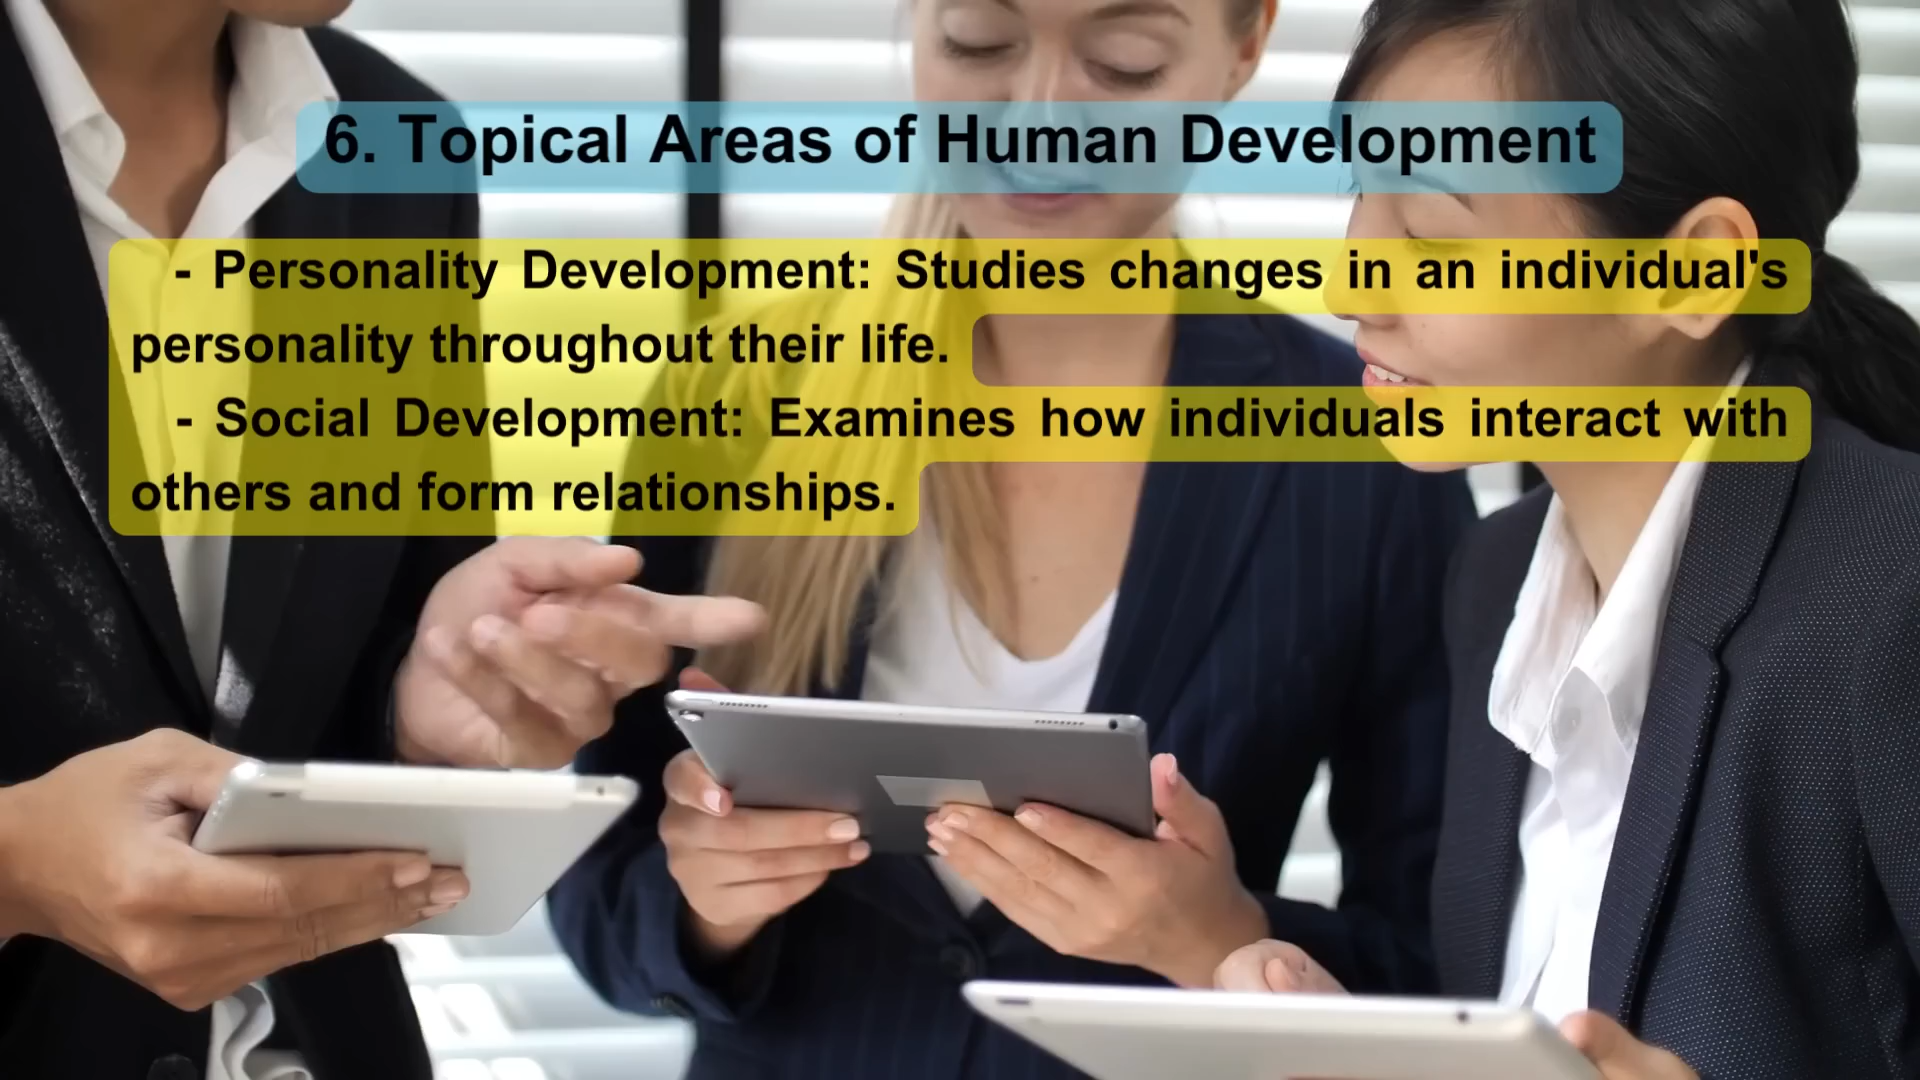 6. Topical Areas of Human Development
- Personality Development: Studies changes in an individual's
personality throughout their life.
- Social Development: Examines how individuals interact with
others and form relationships.